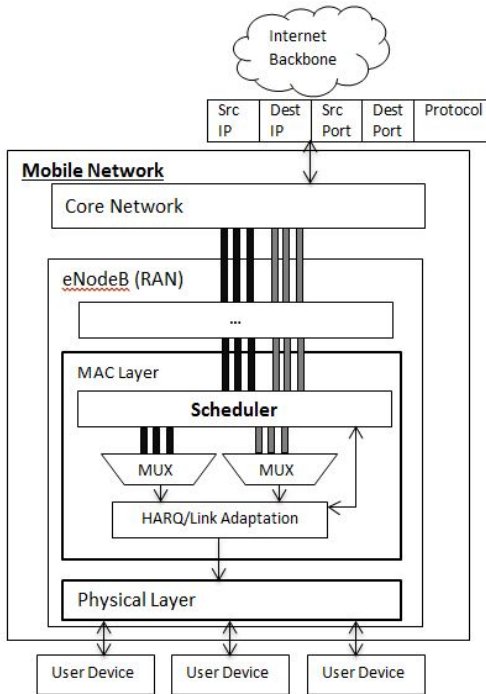 Internet
Backbone
Src IP
Dest IP
Src Port
Dest Port
Protocol
Mobile Network
Core Network
eNodeB (RAN)
...
MAC Layer
Scheduler
MUX
MUX
HARQ/Link Adaptation
Physical Layer
User Device
User Device
User Device